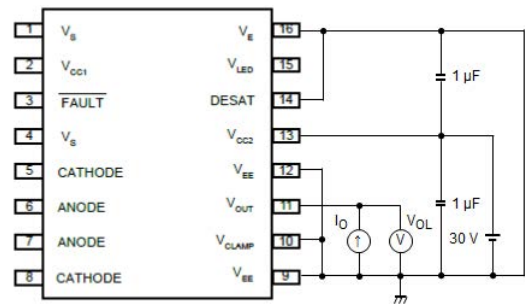 1 V_S V_E 16
2 V_CC1 V_LED 15
3 FAULT DESAT 14
4 V_S V_CC2 13
5 CATHODE V_EE 12
6 ANODE V_OUT 11
7 ANODE V_CLAMP 10
8 CATHODE V_EE 9
1 µF
1 µF
30 V
I_O
↑
V_OL
V